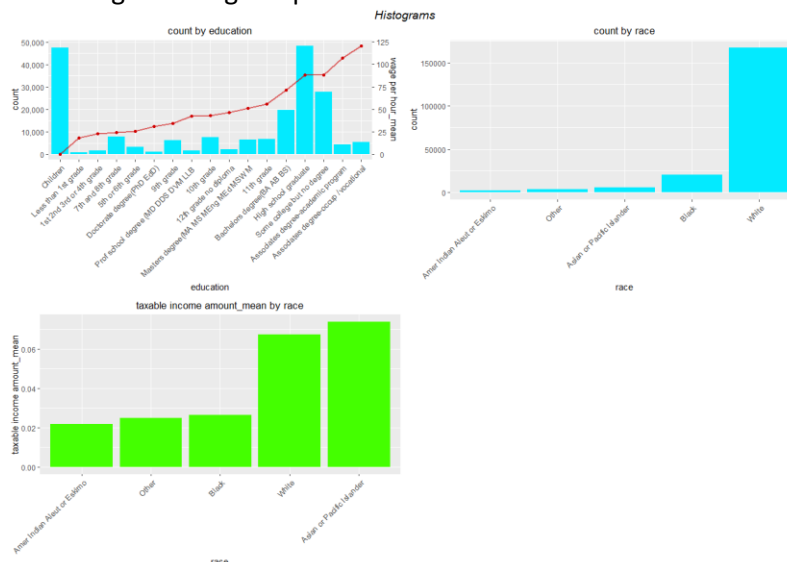 Histograms
count by education
50,000
40,000
30,000
20,000
10,000
0
count
125
100
75
50
25
0
wage per hour_mean
Children
Less than 1st grade
1st 2nd 3rd or 4th grade
7th and 8th grade
5th or 6th grade
Doctorate degree(PhD EdD)
9th grade
Prof school degree (MD DDS DVM LLB
10th grade
12th grade no diploma
Masters degree(MA MS MEng MEd MSW M
11th grade
Bachelors degree(BA AB BS)
High school graduate
Some college but no degree
Associates degree-academic program
Associates degree-occup /vocational
education
count by race
150000
100000
50000
0
count
Amer Indian Aleut or Eskimo
Other
Asian or Pacific Islander
Black
White
race
taxable income amount_mean by race
0.06
0.04
0.02
0.00
taxable income amount_mean
Amer Indian Aleut or Eskimo
Other
Black
White
Asian or Pacific Islander
race